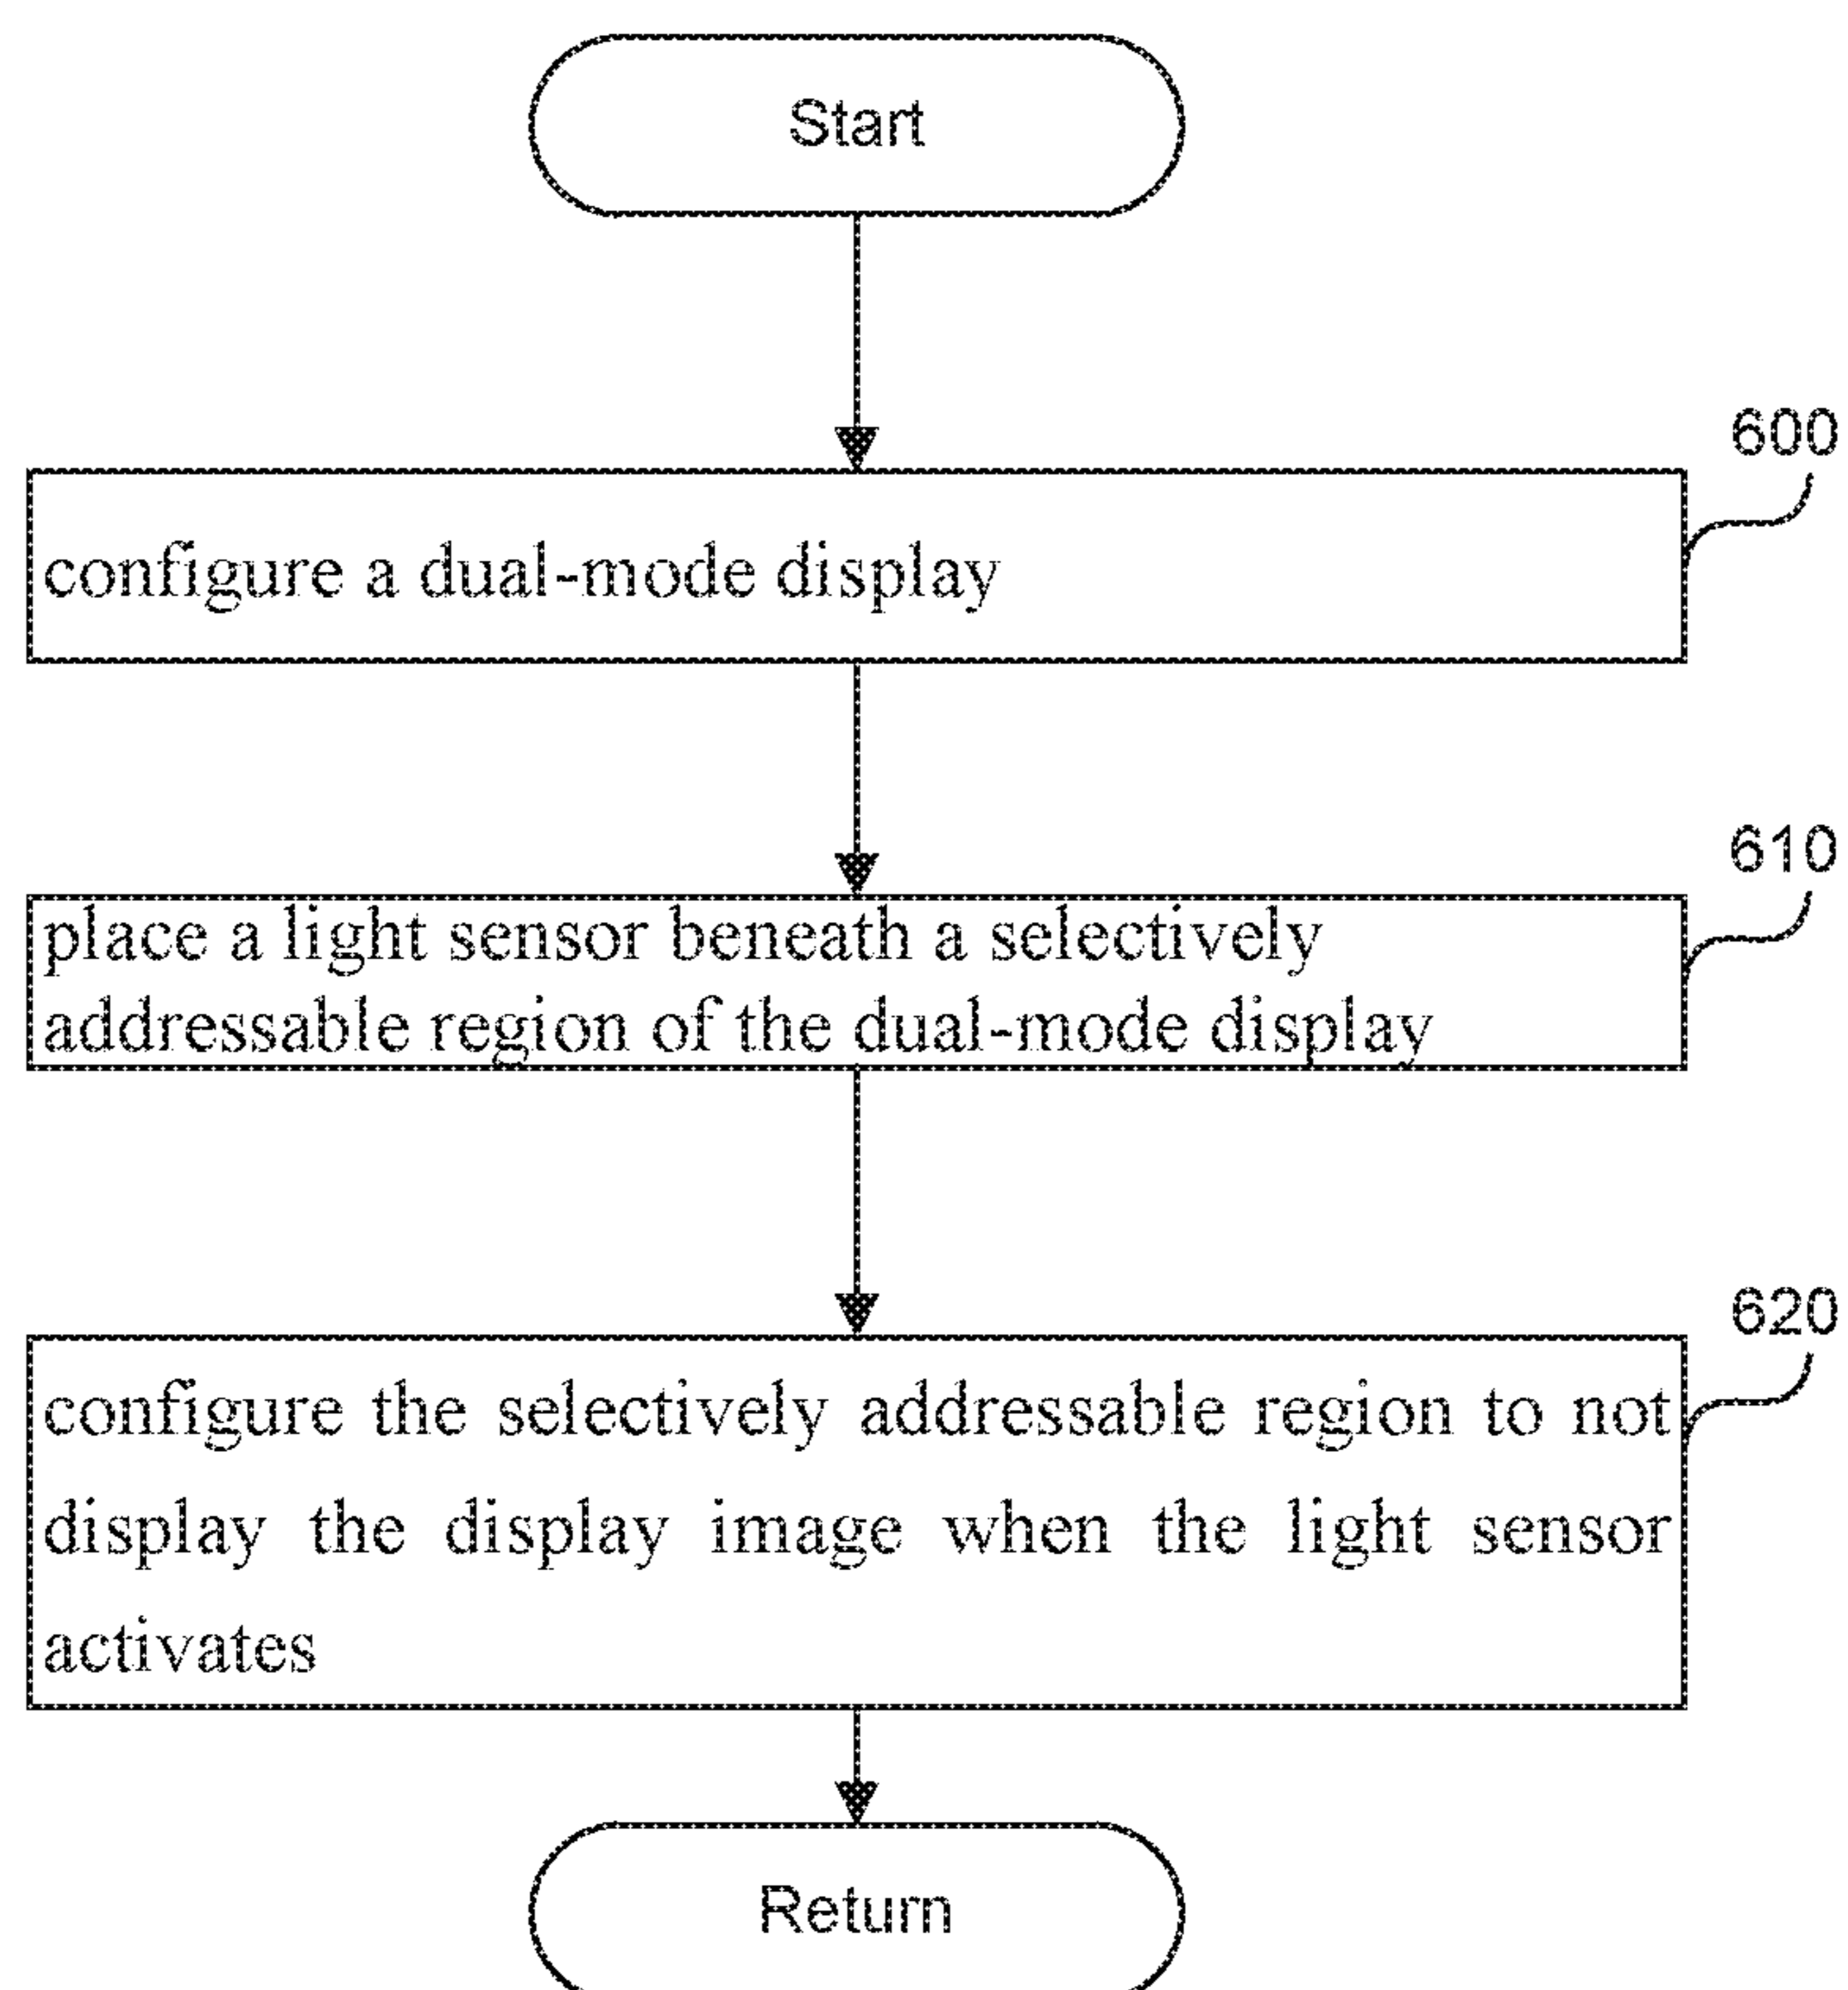 Start
600
configure a dual-mode display
610
place a light sensor beneath a selectively
addressable region of the dual-mode display
620
configure the selectively addressable region to not
display the display image when the light sensor
activates
Return